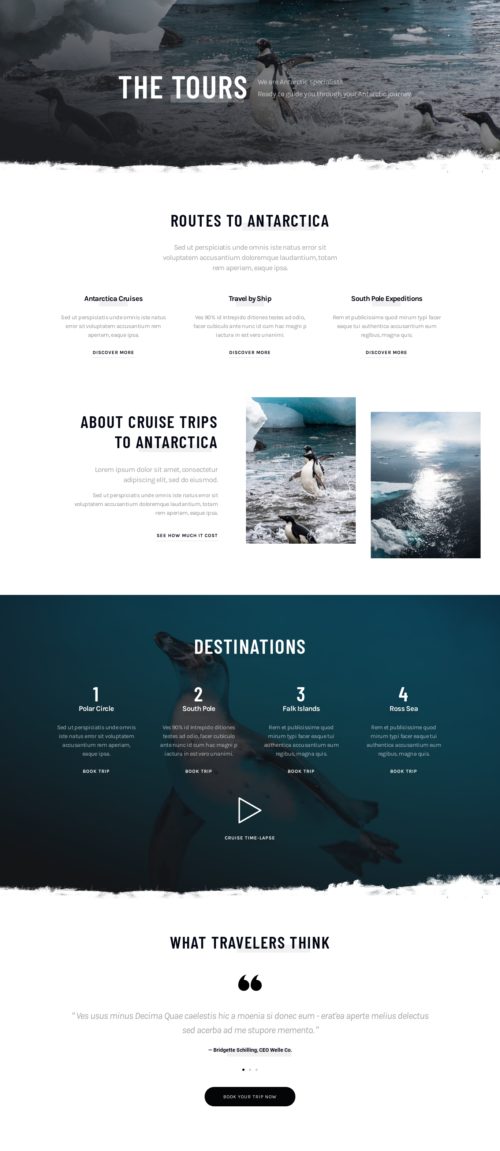 THE TOURS
We are Antarctic specialists.
Ready to guide you through your Antarctic journey
ROUTES TO ANTARCTICA
Sed ut perspiciatis unde omnis iste natus error sit
voluptatem accusantium doloremque laudantium, totam
rem aperiam, eaque ipsa.
Antarctica Cruises
Sed ut perspiciatis unde omnis iste natus
error sit voluptatem accusantium rem
aperiam, eaque ipsa.
DISCOVER MORE
Travel by Ship
Ves 90% id intrepido ditiones testes ad odio,
facer cubiculo ante nunc id cum hac magni p
iactura in est vero unanimi.
DISCOVER MORE
South Pole Expeditions
Rem et publicissime quod mirum typi facer
eaque tui authentica accusantium eum
regibus, magnis quis.
DISCOVER MORE
ABOUT CRUISE TRIPS
TO ANTARCTICA
Lorem ipsum dolor sit amet, consectetur
adipiscing elit, sed do eiusmod.
Sed ut perspiciatis unde omnis iste natus error sit
voluptatem accusantium doloremque laudantium, totam
rem aperiam, eaque ipsa.
SEE HOW MUCH IT COST
DESTINATIONS
1
Polar Circle
Sed ut perspiciatis unde omnis
iste natus error sit voluptatem
accusantium rem aperiam,
eaque ipsa.
BOOK TRIP
2
South Pole
Ves 90% id intrepido ditiones
testes ad odio, facer cubiculo
ante nunc id cum hac magni p
iactura in est vero unanimi.
BOOK TRIP
3
Falk Islands
Rem et publicissime quod
mirum typi facer eaque tui
authentica accusantium eum
regibus, magnis quis.
BOOK TRIP
4
Ross Sea
Rem et publicissime quod
mirum typi facer eaque tui
authentica accusantium eum
regibus, magnis quis.
BOOK TRIP
CRUISE TIME-LAPSE
WHAT TRAVELERS THINK
“
" Ves usus minus Decima Quae caelestis hic a moenia si donec eum - erat'ea aperte melius delectus
sed acerba ad me stupore memento. "
— Bridgette Schilling, CEO Welle Co.
BOOK YOUR TRIP NOW